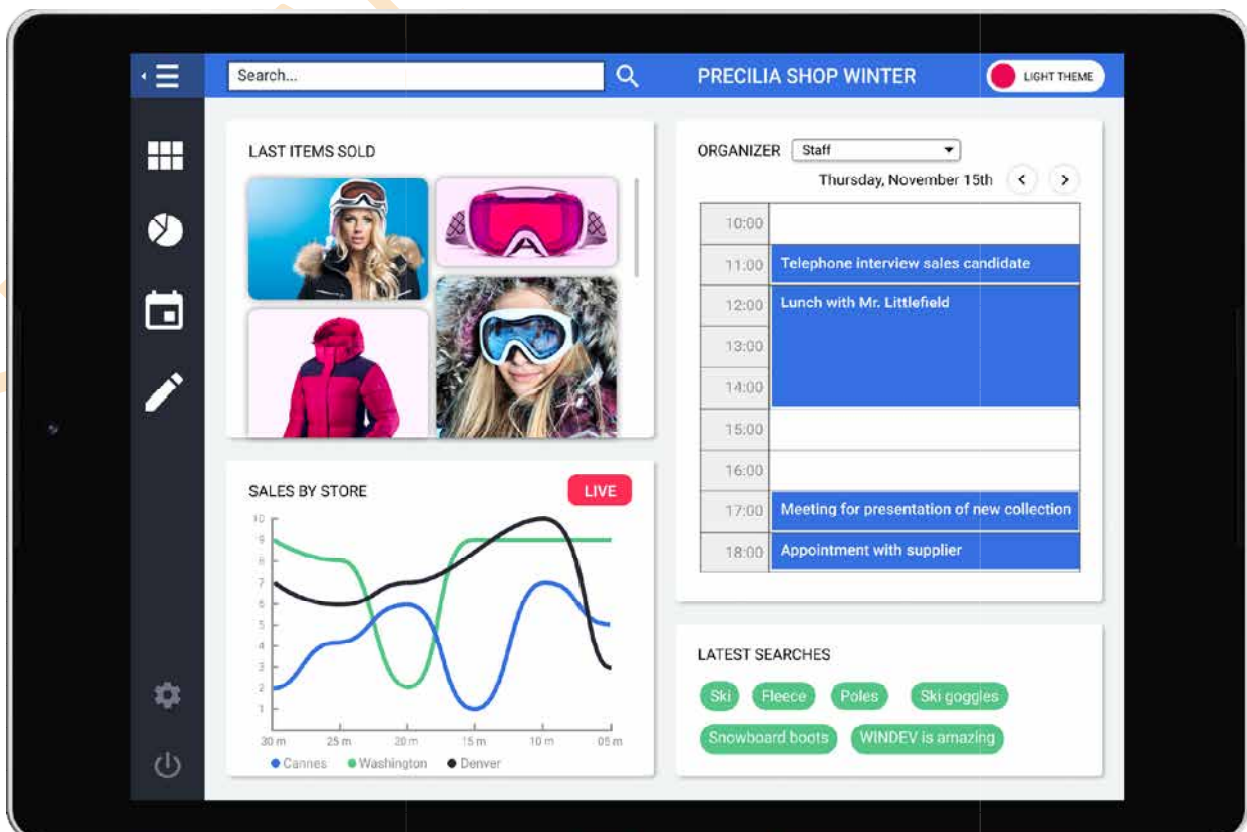 Search...
PRECILIA SHOP WINTER
LIGHT THEME
LAST ITEMS SOLD
ORGANIZER
Staff
Thursday, November 15th
10:00
11:00 Telephone interview sales candidate
12:00 Lunch with Mr. Littlefield
13:00
14:00
15:00
16:00
17:00 Meeting for presentation of new collection
18:00 Appointment with supplier
SALES BY STORE
LIVE
10
9
8
7
6
5
4
3
2
1
30 m 25 m 20 m 15 m 10 m 05 m
Cannes Washington Denver
LATEST SEARCHES
Ski Fleece Poles Ski goggles
Snowboard boots WINDEV is amazing